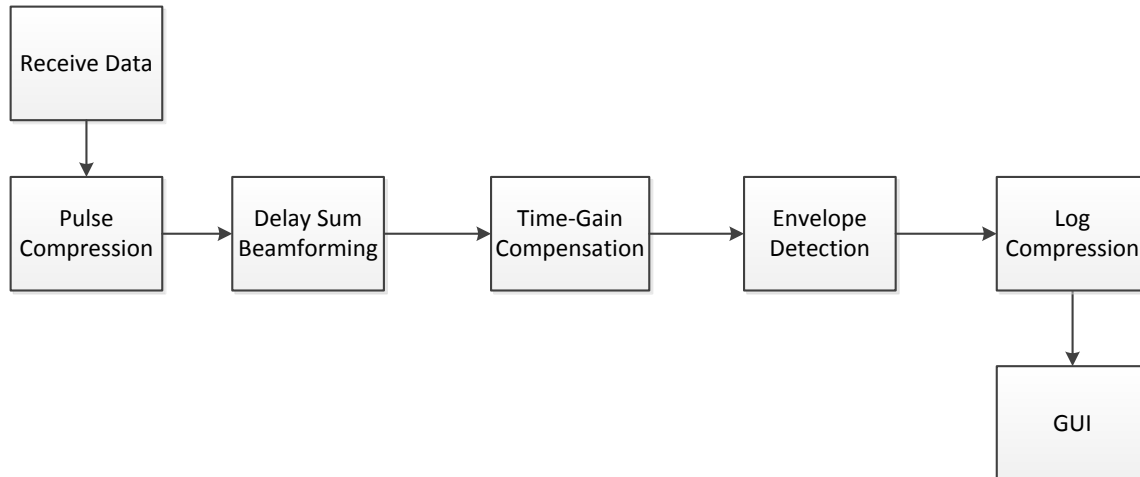 Receive Data
Pulse
Compression
Delay Sum
Beamforming
Time-Gain
Compensation
Envelope
Detection
Log
Compression
GUI